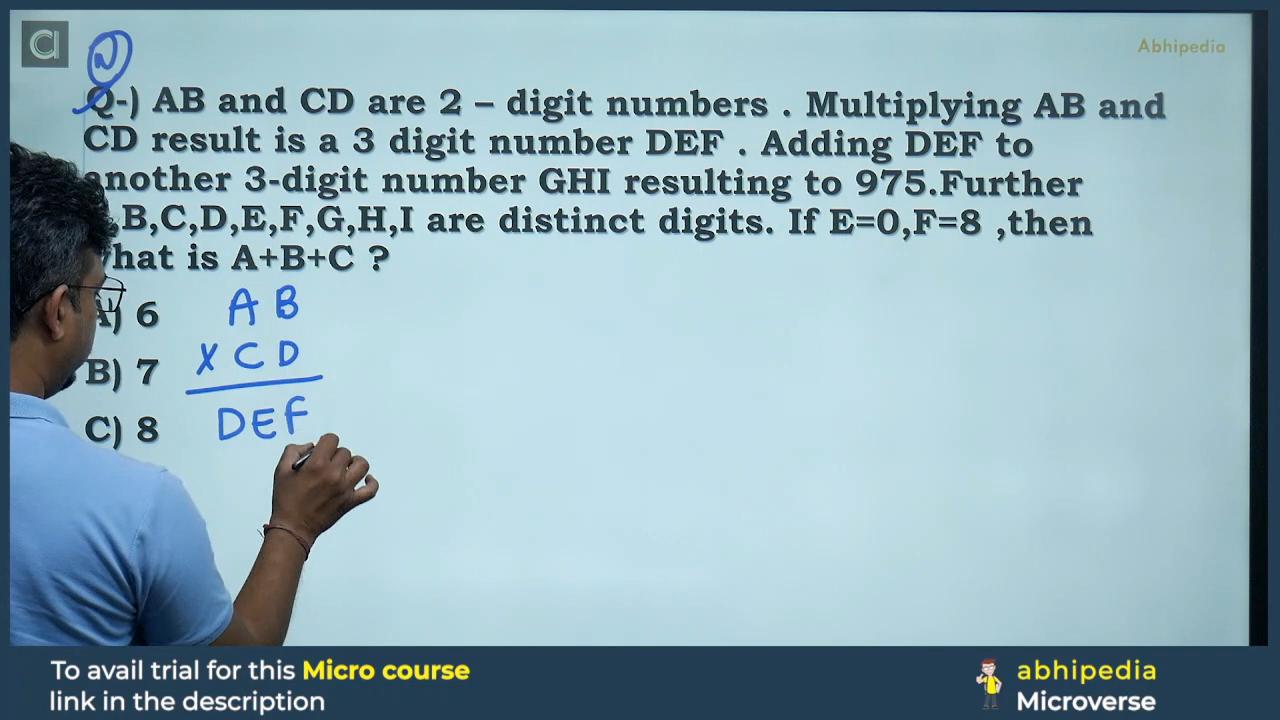 Abhipedia
Q-) AB and CD are 2 – digit numbers . Multiplying AB and
CD result is a 3 digit number DEF . Adding DEF to
another 3-digit number GHI resulting to 975.Further
,B,C,D,E,F,G,H,I are distinct digits. If E=0,F=8 ,then
what is A+B+C ?
A) 6
B) 7
C) 8
A B
X C D
D E F
To avail trial for this Micro course
link in the description
abhipedia
Microverse